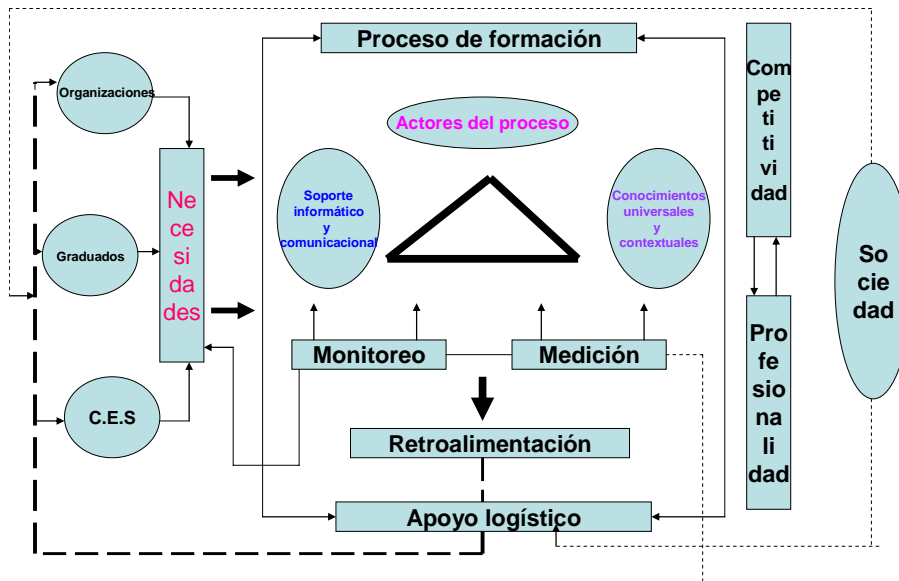 Proceso de formación
Organizaciones
Actores del proceso
Com
pe
ti
ti
vi
dad
Ne
ce
si
da
des
Soporte
informático
y
comunicacional
Conocimientos
universales
y
contextuales
Graduados
So
cie
dad
Pro
fe
sio
na
li
dad
Monitoreo
Medición
C.E.S
Retroalimentación
Apoyo logístico